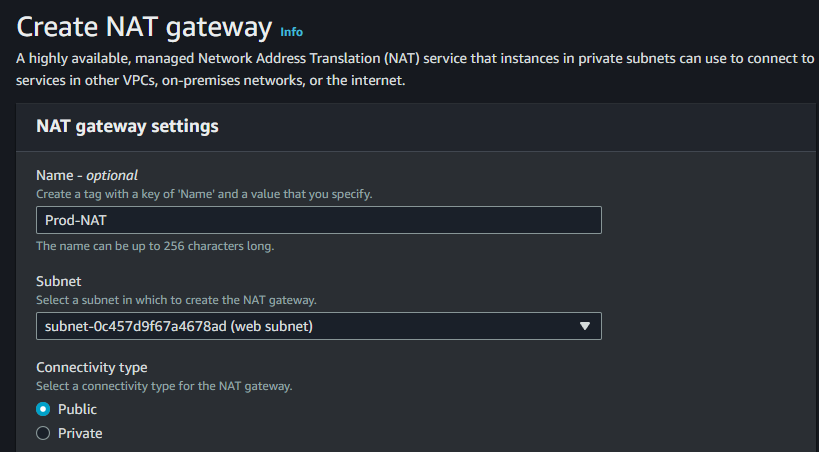 Create NAT gateway Info
A highly available, managed Network Address Translation (NAT) service that instances in private subnets can use to connect to
services in other VPCs, on-premises networks, or the internet.
NAT gateway settings
Name - optional
Create a tag with a key of 'Name' and a value that you specify.
Prod-NAT
The name can be up to 256 characters long.
Subnet
Select a subnet in which to create the NAT gateway.
subnet-0c457d9f67a4678ad (web subnet)
Connectivity type
Select a connectivity type for the NAT gateway.
Public
Private